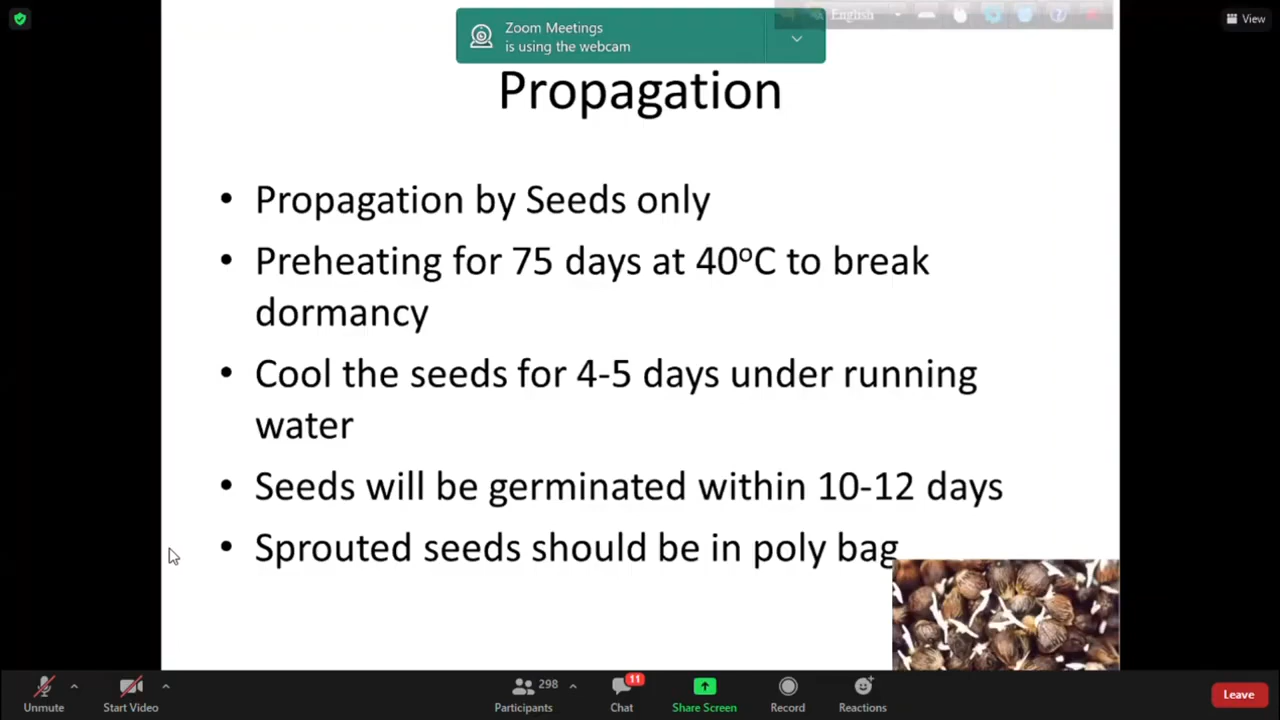 Zoom Meetings
is using the webcam
English
View
Propagation
• Propagation by Seeds only
• Preheating for 75 days at 40ºC to break
dormancy
• Cool the seeds for 4-5 days under running
water
• Seeds will be germinated within 10-12 days
• Sprouted seeds should be in poly bag
Unmute
Start Video
298
Participants
11
Chat
Share Screen
Record
Reactions
Leave